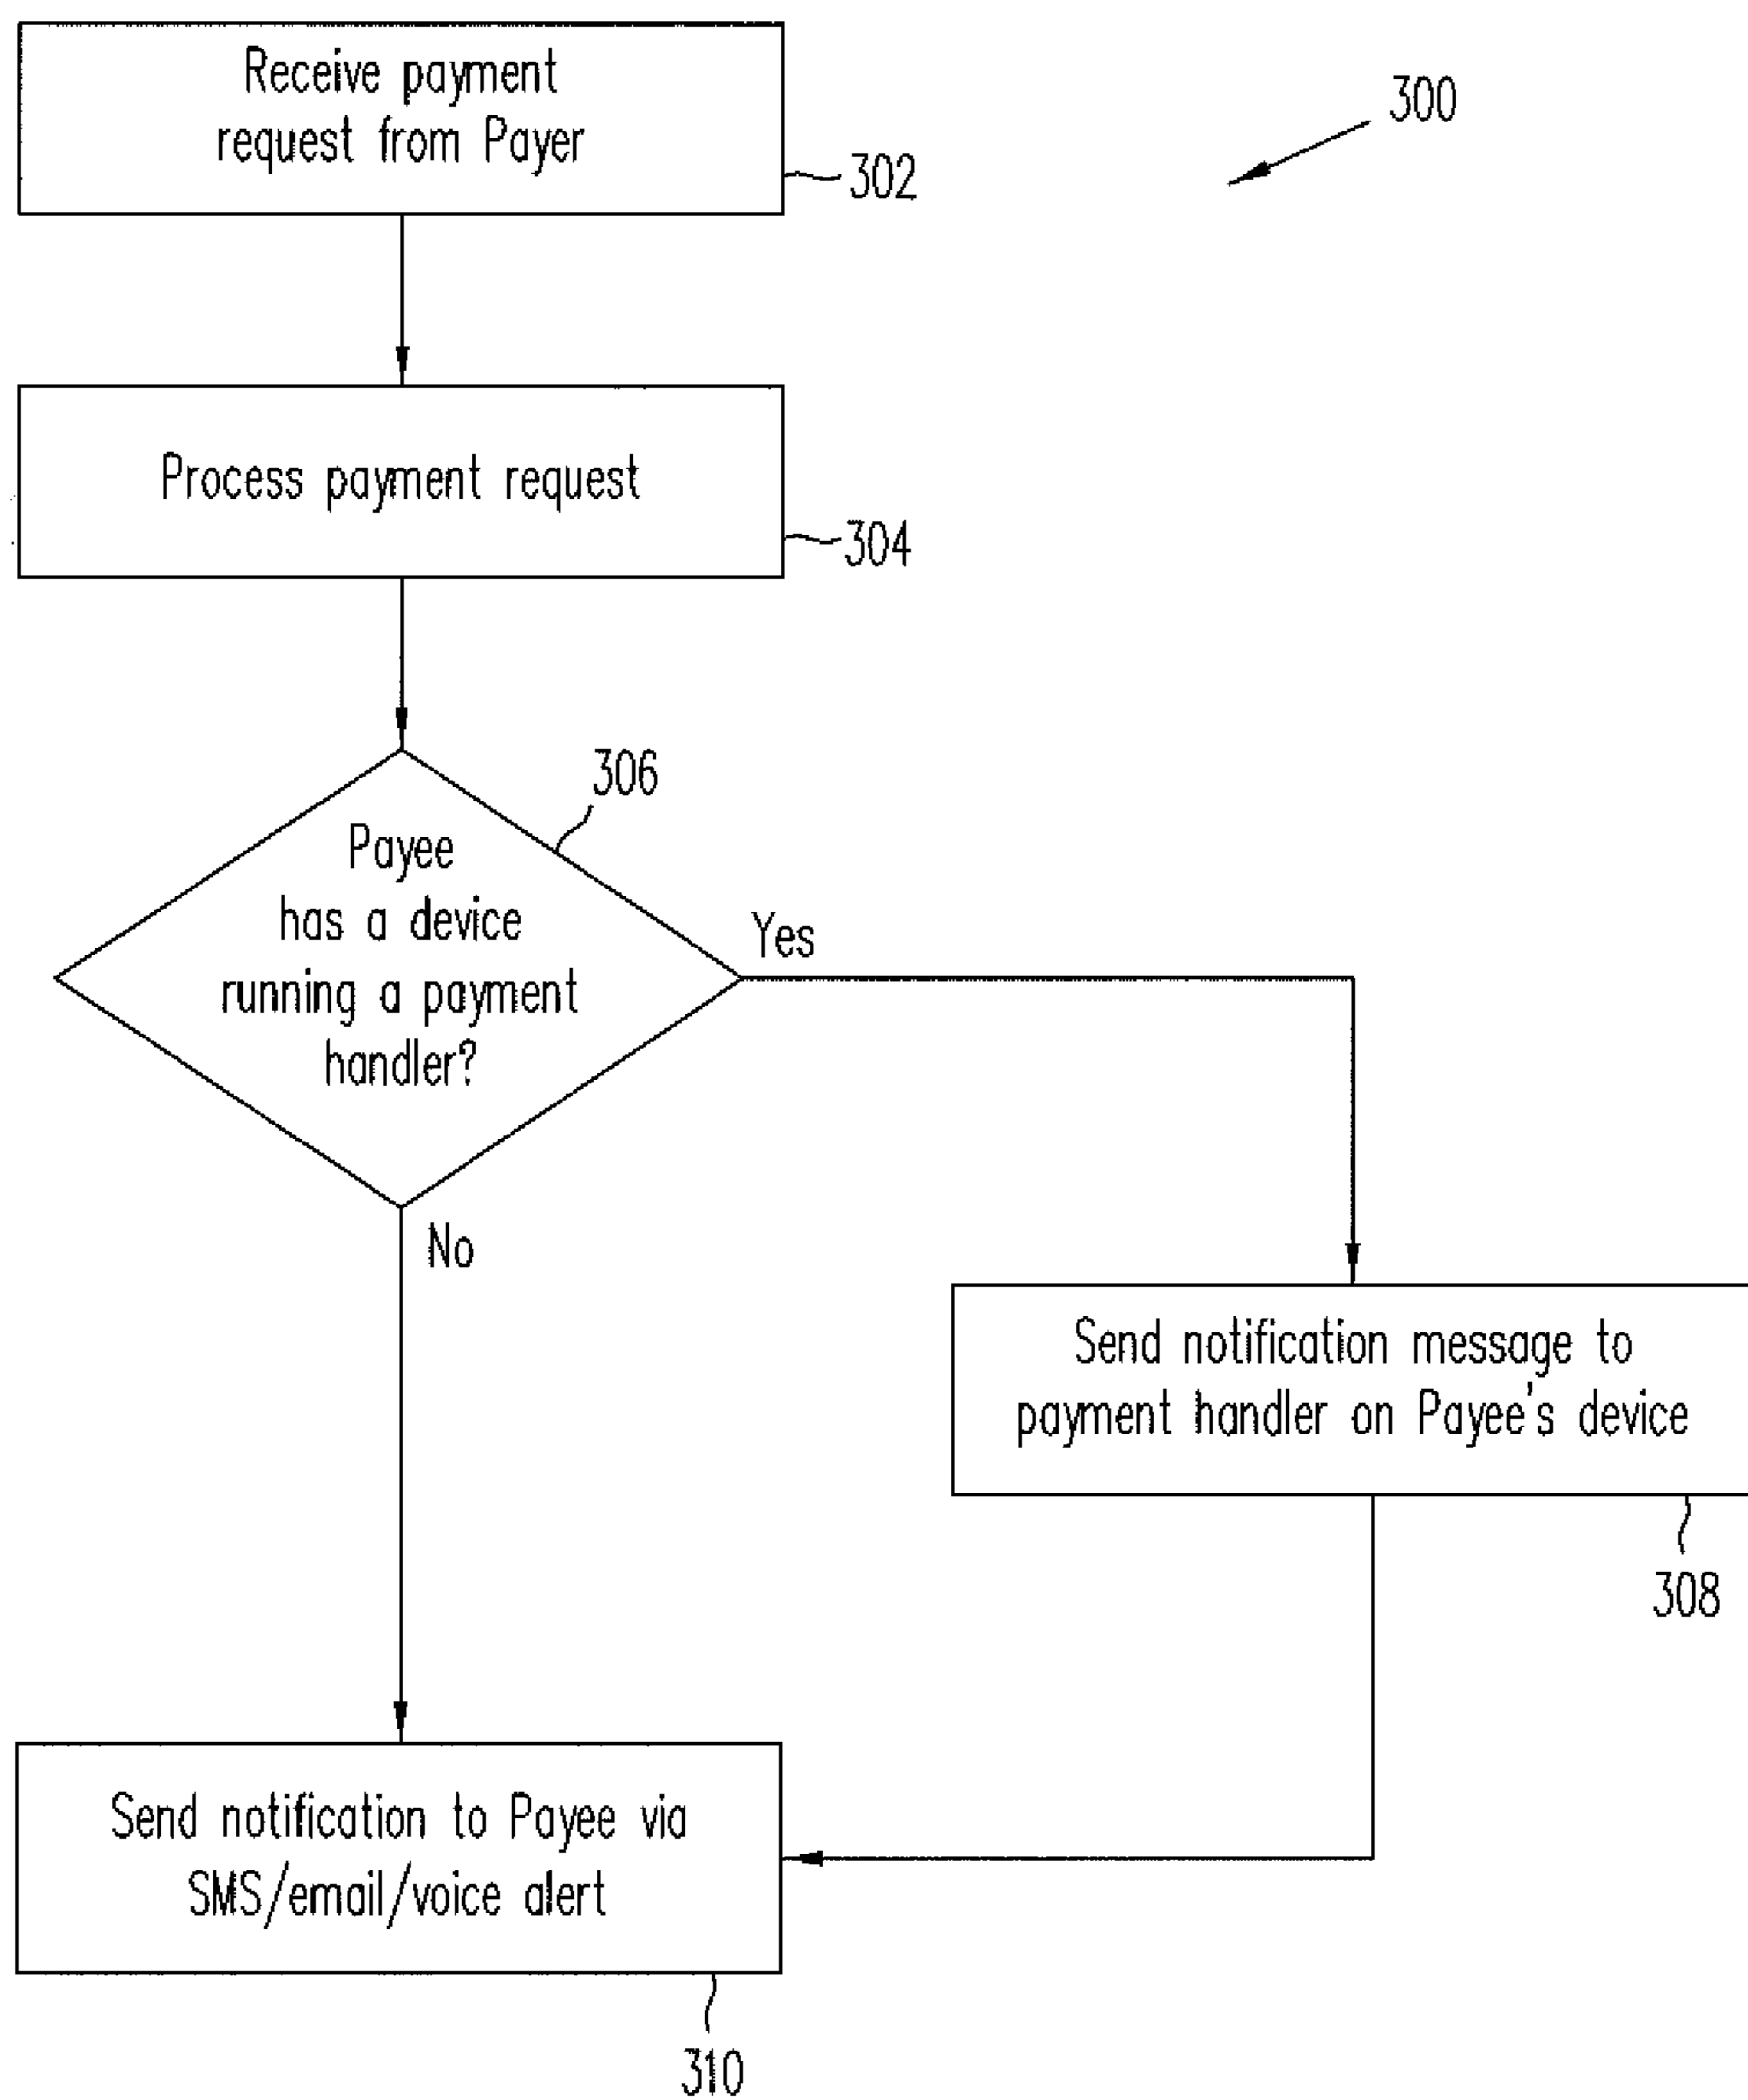 Receive payment
request from Payer
302
300
Process payment request
304
306
Payee
has a device
running a payment
handler?
Yes
No
Send notification message to
payment handler on Payee's device
308
Send notification to Payee via
SMS/email/voice alert
310